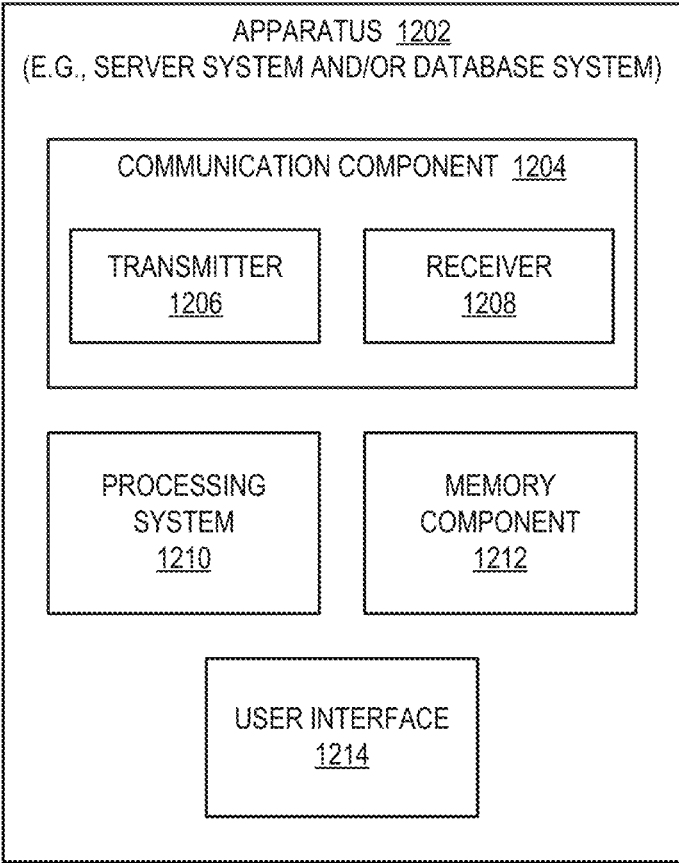 APPARATUS 1202
(E.G., SERVER SYSTEM AND/OR DATABASE SYSTEM)
COMMUNICATION COMPONENT 1204
TRANSMITTER
1206
RECEIVER
1208
PROCESSING
SYSTEM
1210
MEMORY
COMPONENT
1212
USER INTERFACE
1214